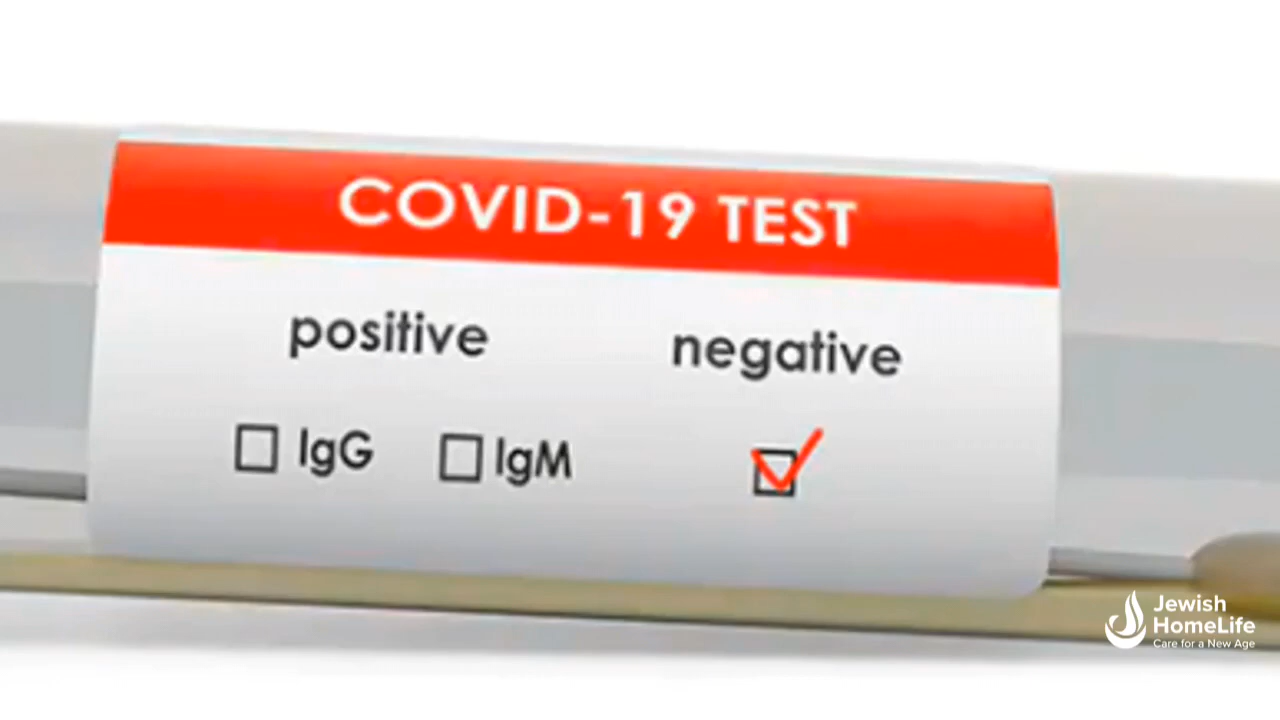 COVID-19 TEST
positive
negative
IgG
IgM
Jewish
HomeLife
Care for a New Age